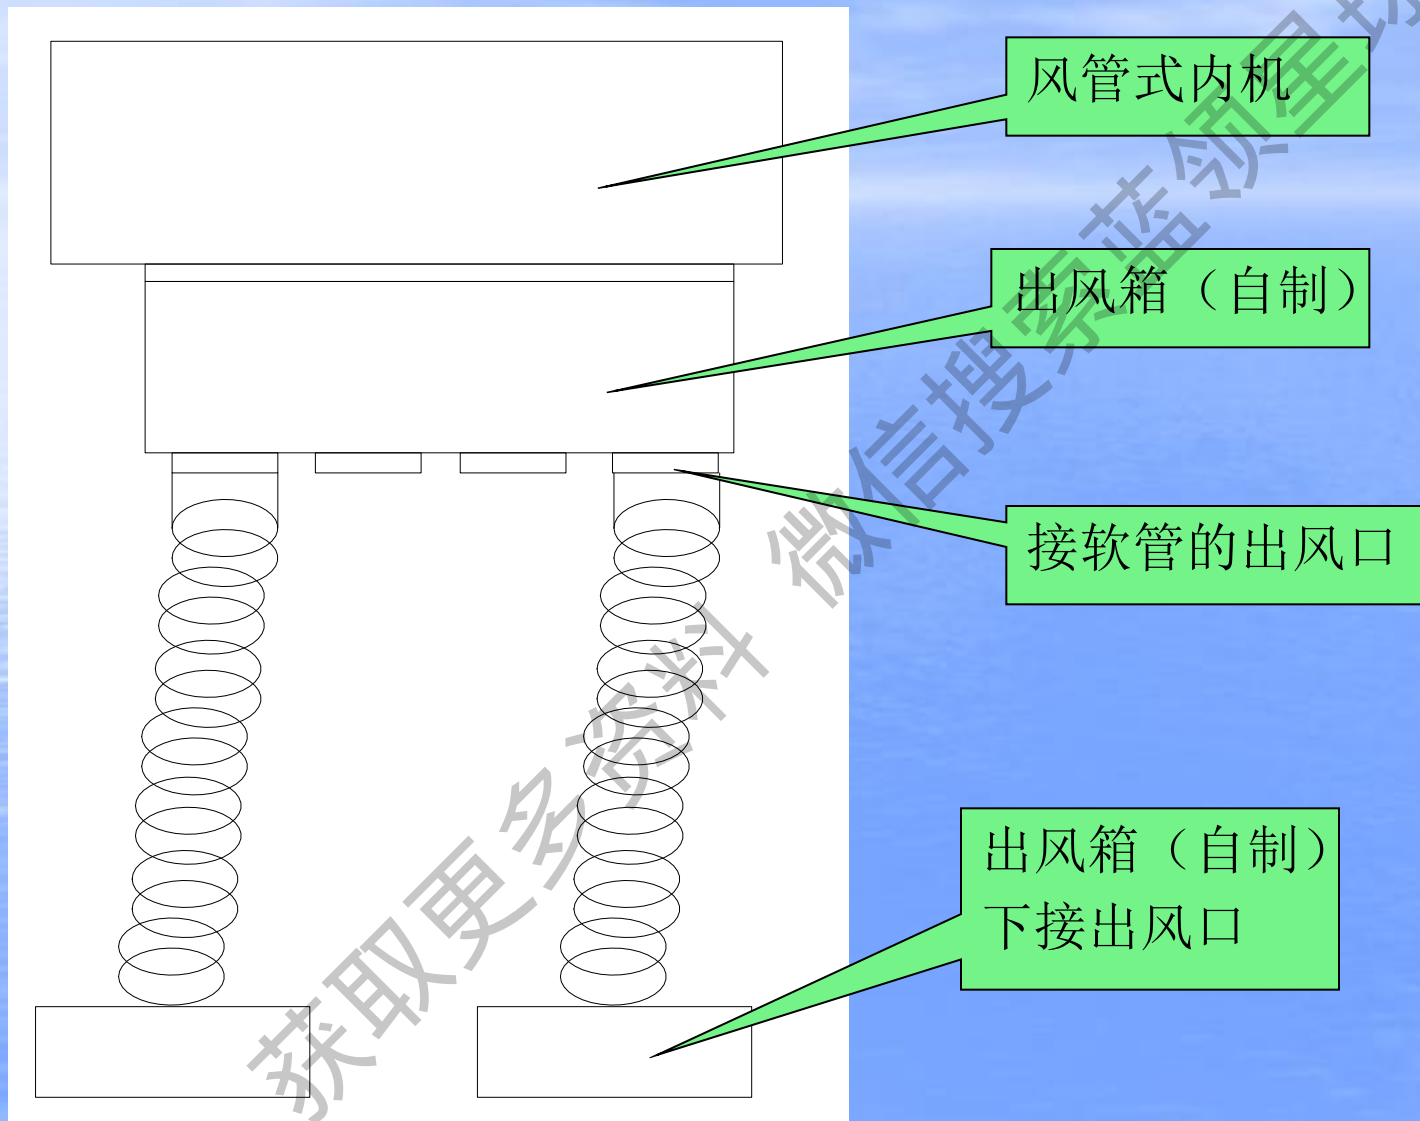 风管式内机
出风箱（自制）
接软管的出风口
出风箱（自制）
下接出风口
获取更多资料 微信搜索蓝领星球